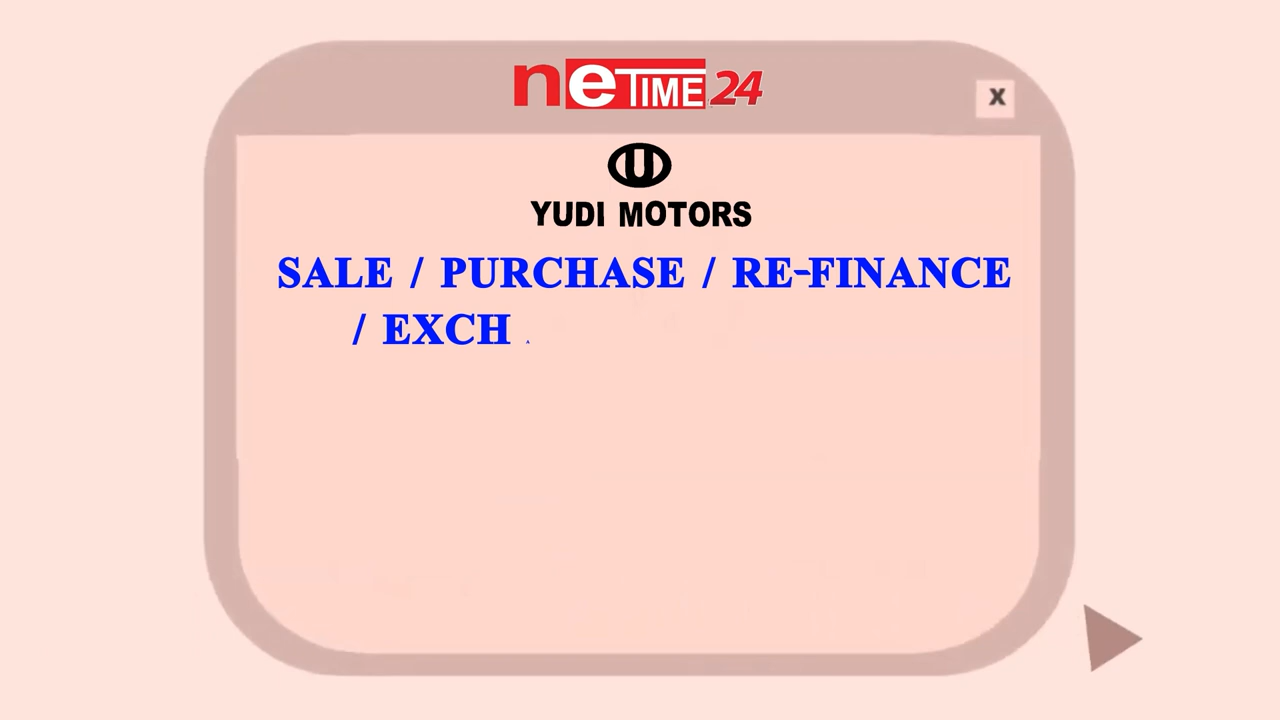 neTIME24
X
U
YUDI MOTORS
SALE / PURCHASE / RE-FINANCE
/ EXCH A